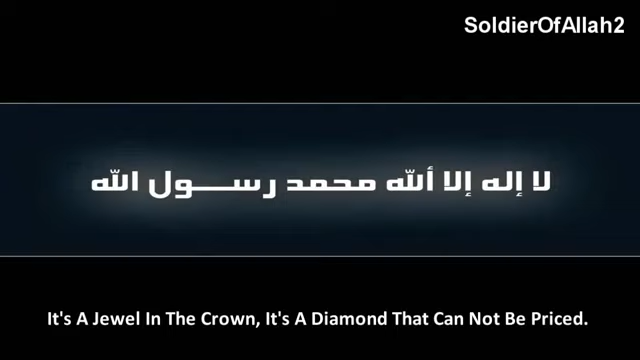 SoldierOfAllah2
لا إله إلا ألله محمد رسـول الله
It's A Jewel In The Crown, It's A Diamond That Can Not Be Priced.